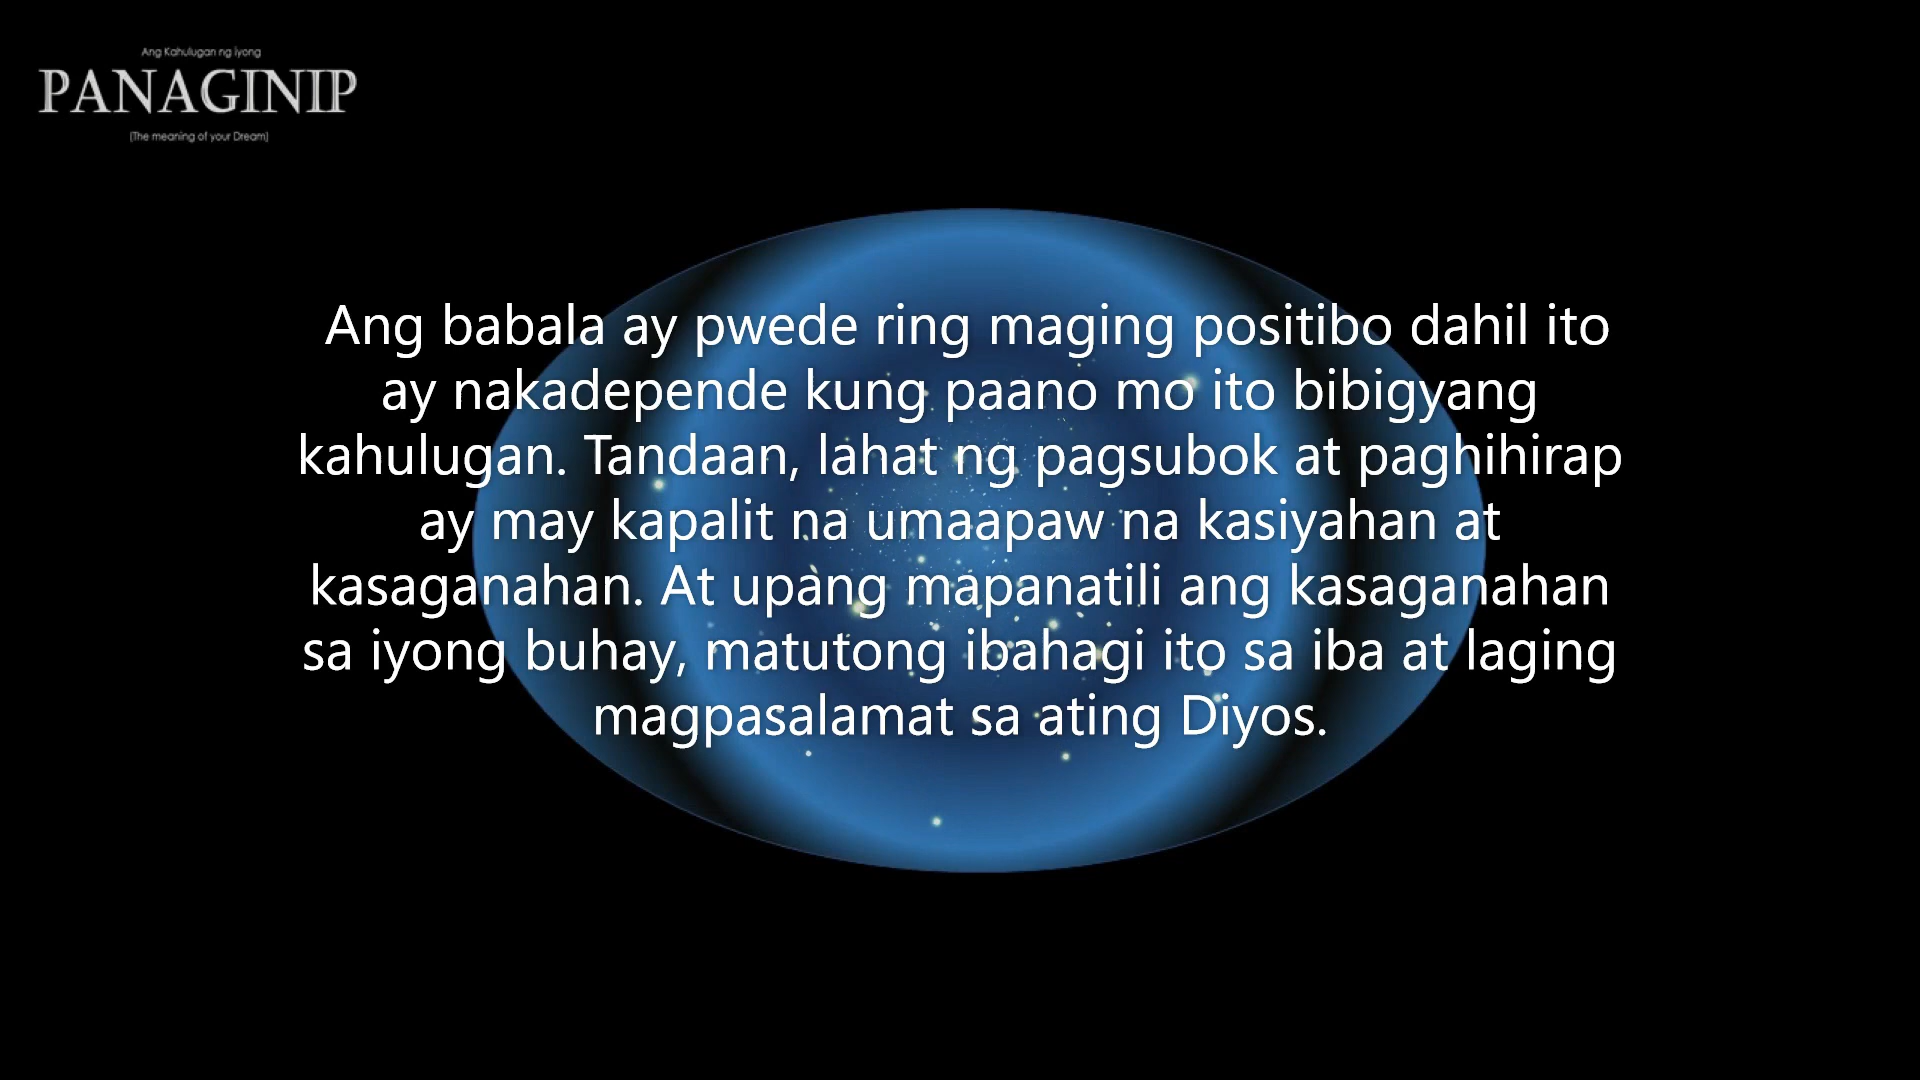 Ang Kahulugan ng iyong
PANAGINIP
(The meaning of your Dream)
Ang babala ay pwede ring maging positibo dahil ito
ay nakadepende kung paano mo ito bibigyang
kahulugan. Tandaan, lahat ng pagsubok at paghihirap
ay may kapalit na umaapaw na kasiyahan at
kasaganahan. At upang mapanatili ang kasaganahan
sa iyong buhay, matutong ibahagi ito sa iba at laging
magpasalamat sa ating Diyos.